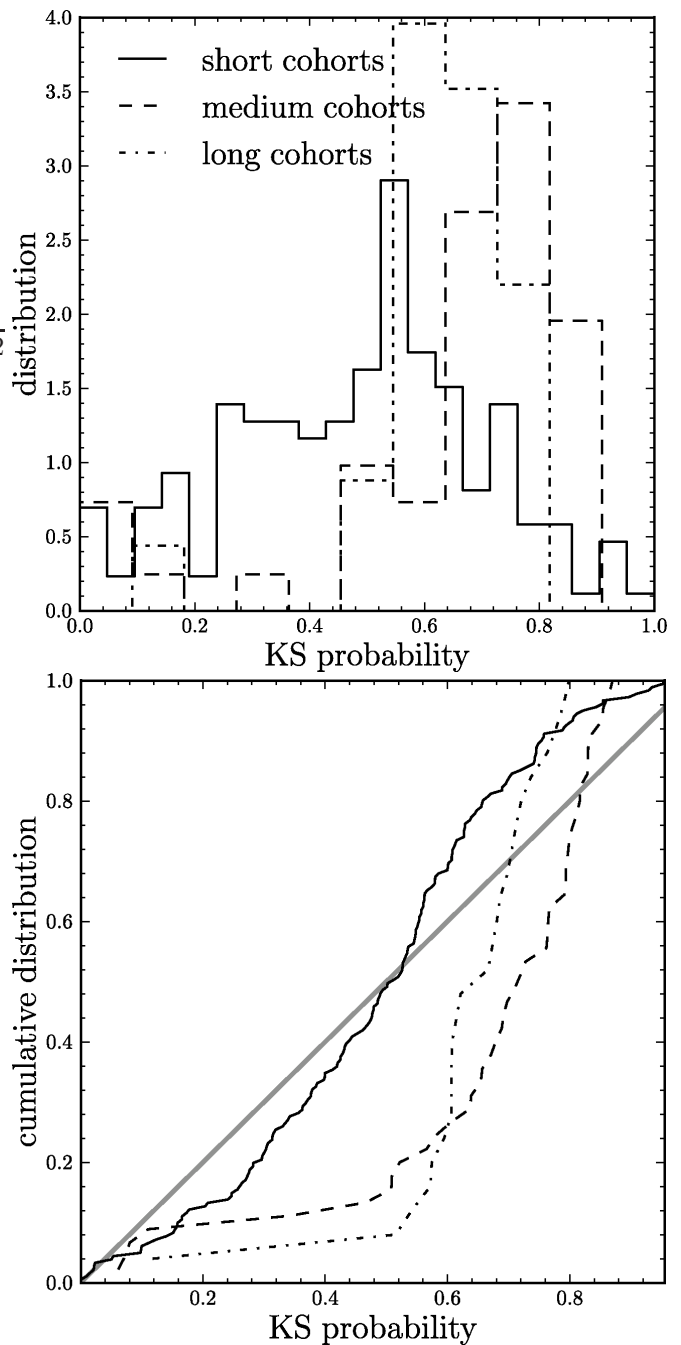 4.0
3.5
3.0
2.5
2.0
1.5
1.0
0.5
0.0
short cohorts
medium cohorts
long cohorts
distribution
0.0 0.2 0.4 0.6 0.8 1.0
KS probability
1.0
0.8
0.6
0.4
0.2
0.0
cumulative distribution
0.2 0.4 0.6 0.8
KS probability